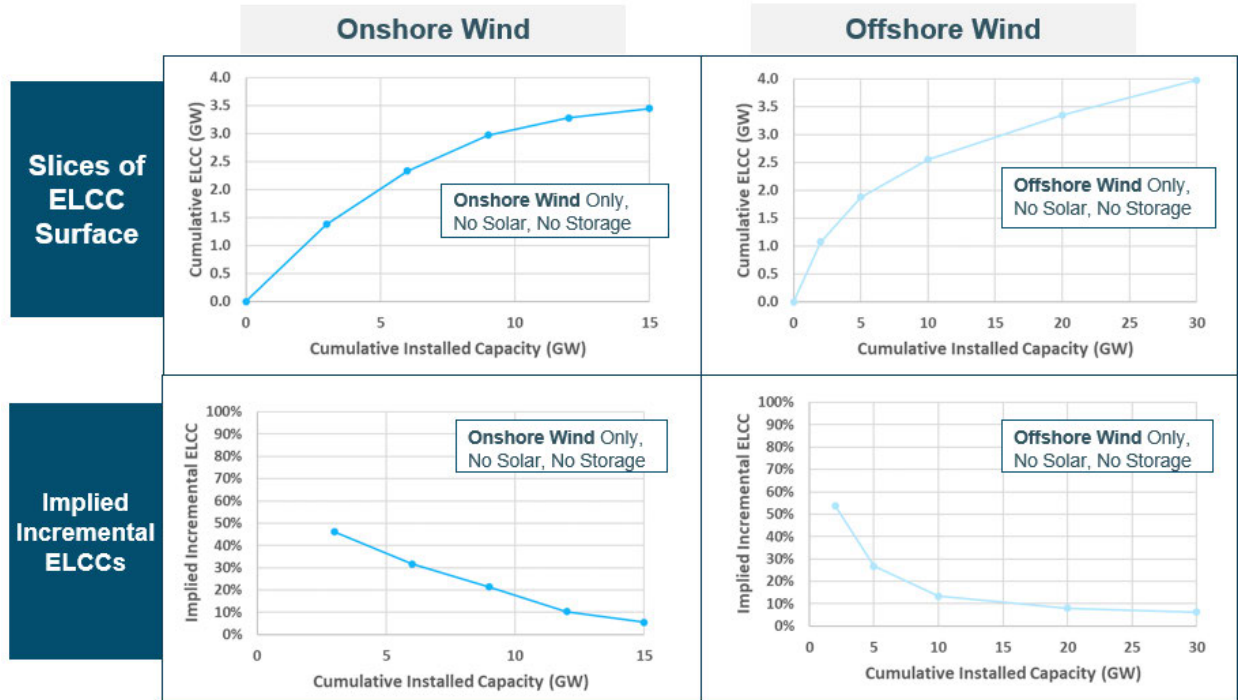 Onshore Wind
Offshore Wind
Slices of
ELCC
Surface
Cumulative ELCC (GW)
4.0
3.5
3.0
2.5
2.0
1.5
1.0
0.5
0.0
Onshore Wind Only,
No Solar, No Storage
0 5 10 15
Cumulative Installed Capacity (GW)
Cumulative ELCC (GW)
4.0
3.5
3.0
2.5
2.0
1.5
1.0
0.5
0.0
Offshore Wind Only,
No Solar, No Storage
0 5 10 15 20 25 30
Cumulative Installed Capacity (GW)
Implied
Incremental
ELCCs
Implied Incremental ELCC
100%
90%
80%
70%
60%
50%
40%
30%
20%
10%
0%
Onshore Wind Only,
No Solar, No Storage
0 5 10 15
Cumulative Installed Capacity (GW)
Implied Incremental ELCC
100%
90%
80%
70%
60%
50%
40%
30%
20%
10%
0%
Offshore Wind Only,
No Solar, No Storage
0 5 10 15 20 25 30
Cumulative Installed Capacity (GW)